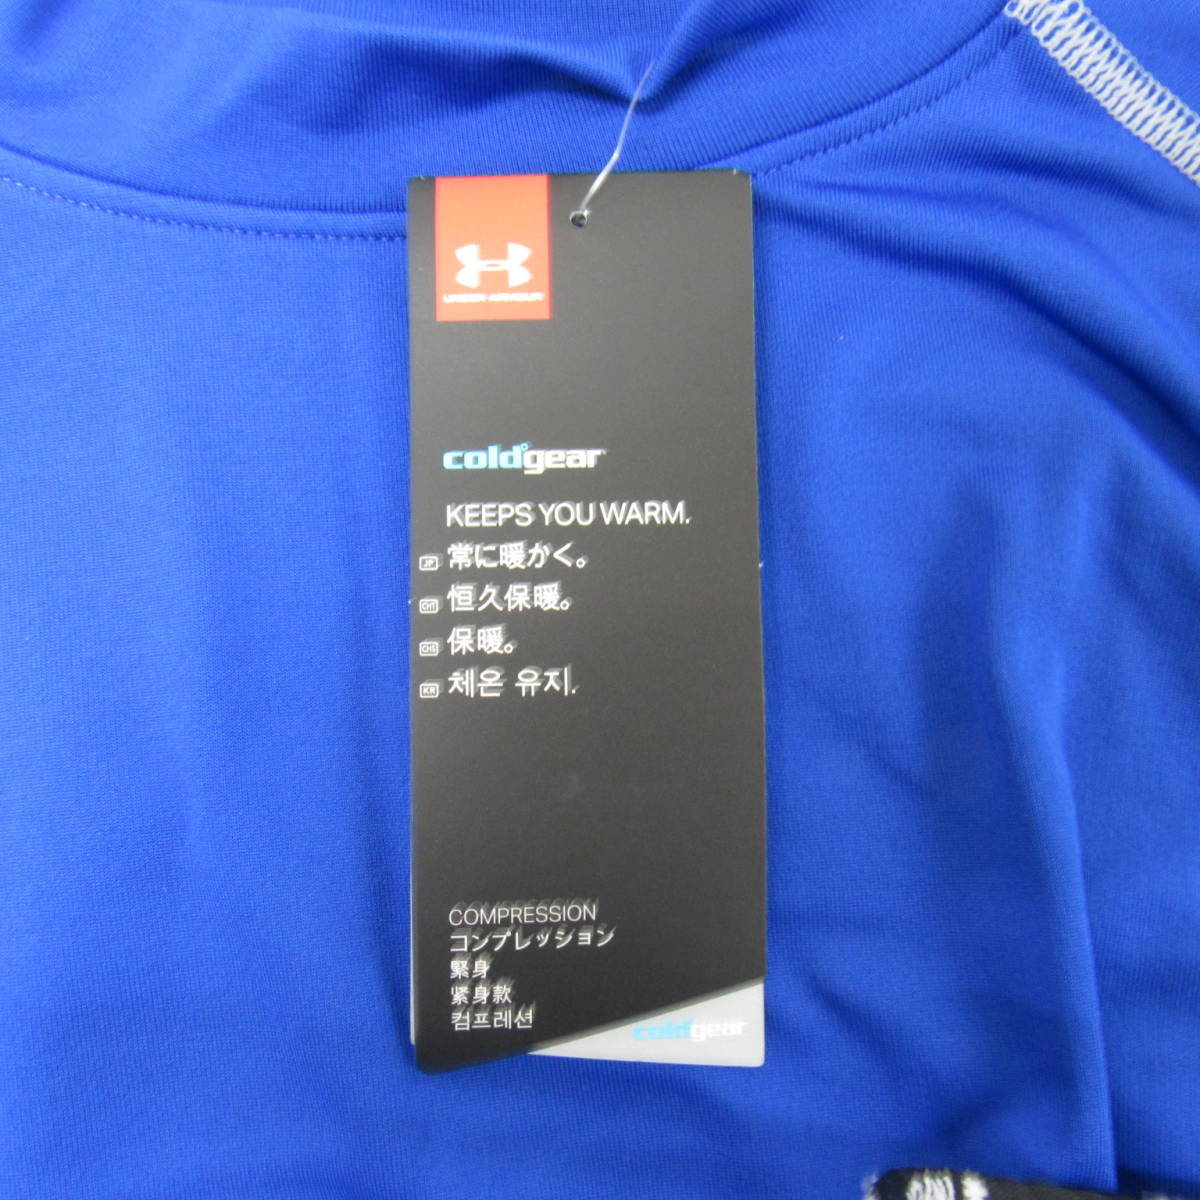 UNDER ARMOUR
cold°gear
KEEPS YOU WARM.
JP 常に暖かく。
CHT 恒久保暖。
CHS 保暖。
KR 체온 유지.
COMPRESSION
コンプレッション
緊身
紧身款
컴프레션
coldgear